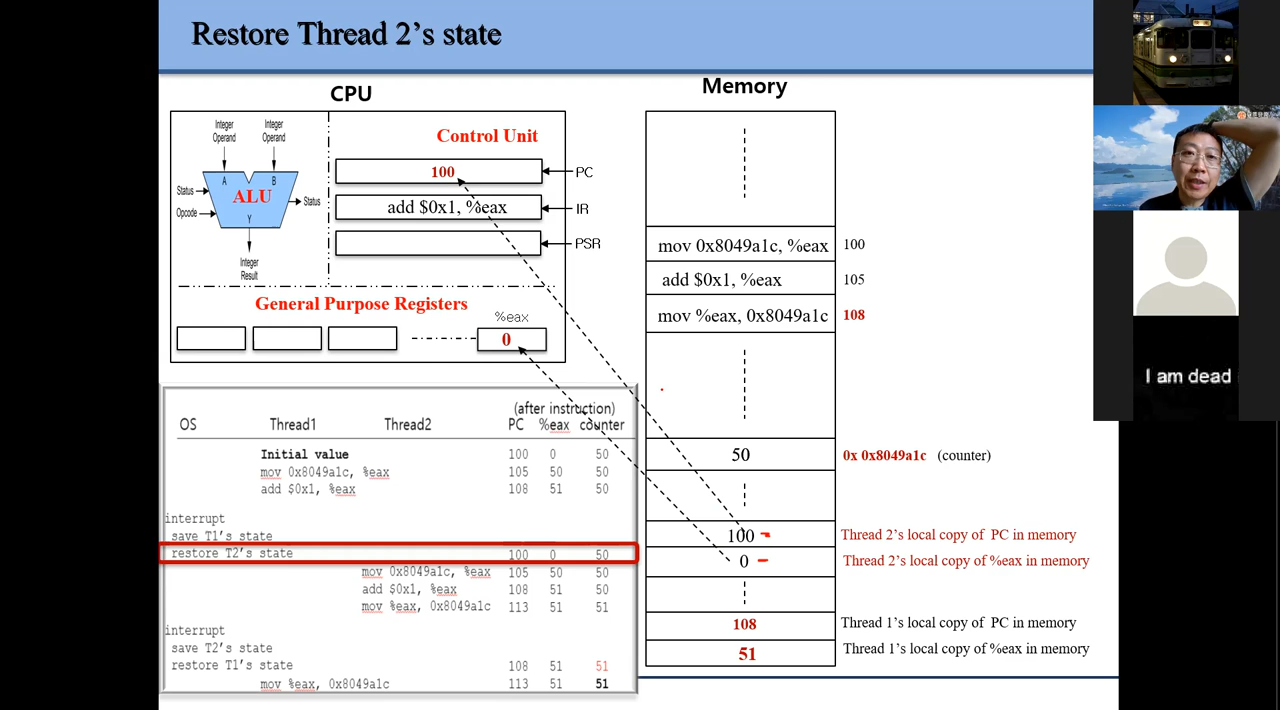 Restore Thread 2's state
CPU
Memory
Integer Operand
Integer Operand
A
B
Status
ALU
Status
Opcode
Y
Integer Result
Control Unit
100
PC
add $0x1, %eax
IR
PSR
General Purpose Registers
%eax
0
mov 0x8049a1c, %eax 100
add $0x1, %eax 105
mov %eax, 0x8049a1c 108
50 0x 0x8049a1c (counter)
100 Thread 2's local copy of PC in memory
0 Thread 2's local copy of %eax in memory
108 Thread 1's local copy of PC in memory
51 Thread 1's local copy of %eax in memory
(after instruction)
OS Thread1 Thread2 PC %eax counter
Initial value 100 0 50
mov 0x8049a1c, %eax 105 50 50
add $0x1, %eax 108 51 50
interrupt
save T1's state
restore T2's state 100 0 50
mov 0x8049a1c, %eax 105 50 50
add $0x1, %eax 108 51 50
mov %eax, 0x8049a1c 113 51 51
interrupt
save T2's state
restore T1's state 108 51 51
mov %eax, 0x8049a1c 113 51 51
I am dead